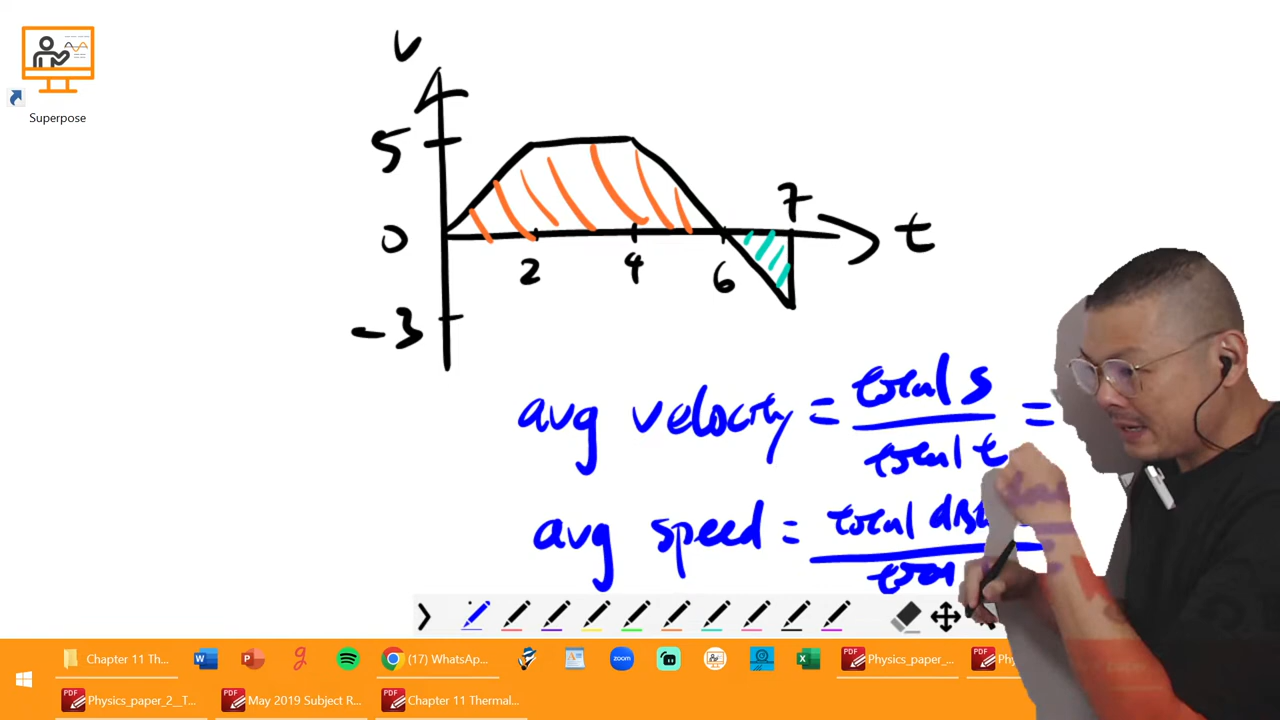 Superpose
v
5
7
0
t
2
4
6
-3
avg velocity = total s / total t =
avg speed = total
Chapter 11 Th...
(17) WhatsApp...
Physics_paper_...
Physics_paper_2_T...
May 2019 Subject R...
Chapter 11 Thermal...